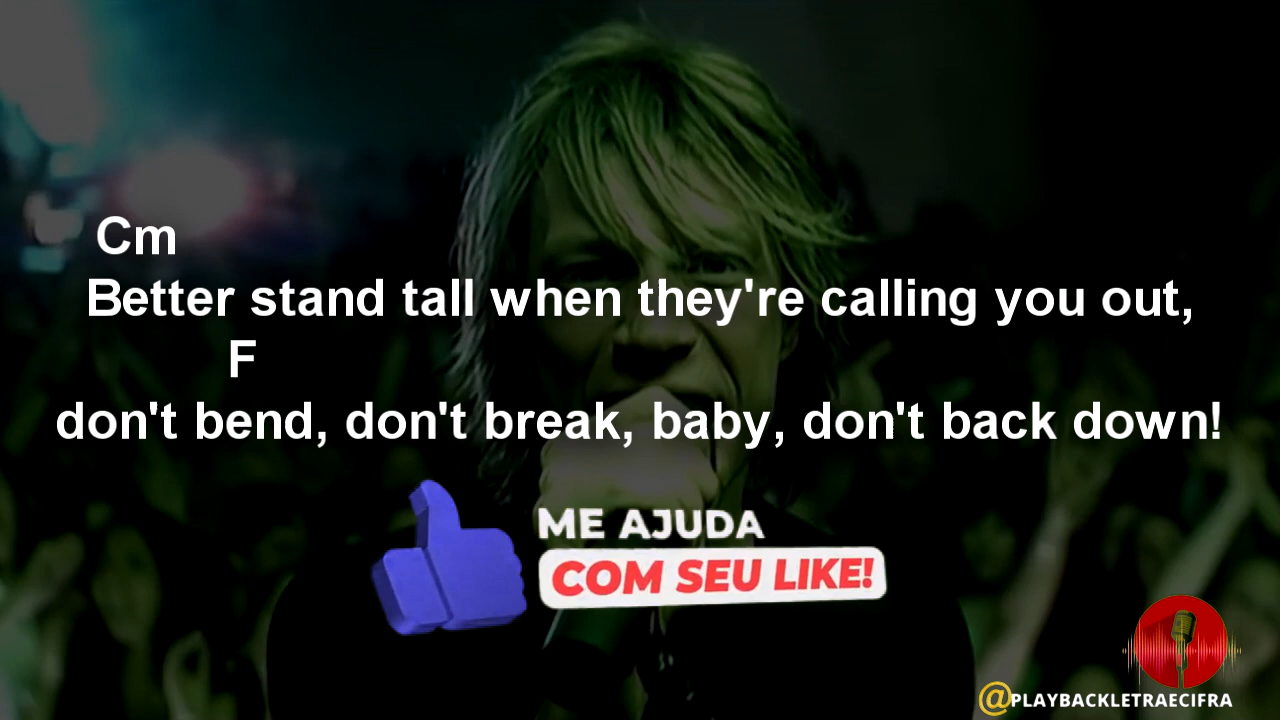 Cm
Better stand tall when they're calling you out,
F
don't bend, don't break, baby, don't back down!
ME AJUDA
COM SEU LIKE!
@PLAYBACKLETRAECIFRA